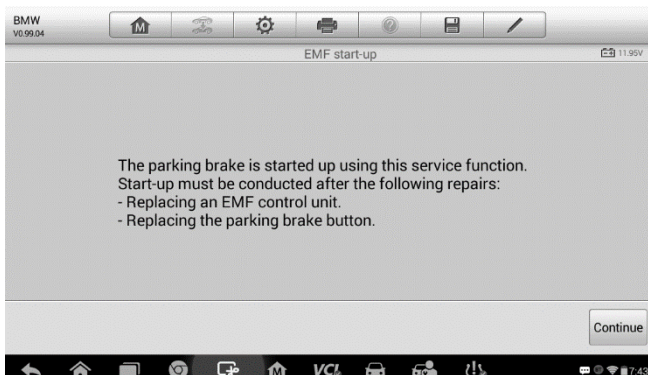 BMW
V0.99.04
EMF start-up
11.95V
The parking brake is started up using this service function.
Start-up must be conducted after the following repairs:
- Replacing an EMF control unit.
- Replacing the parking brake button.
Continue
VCI
7:43